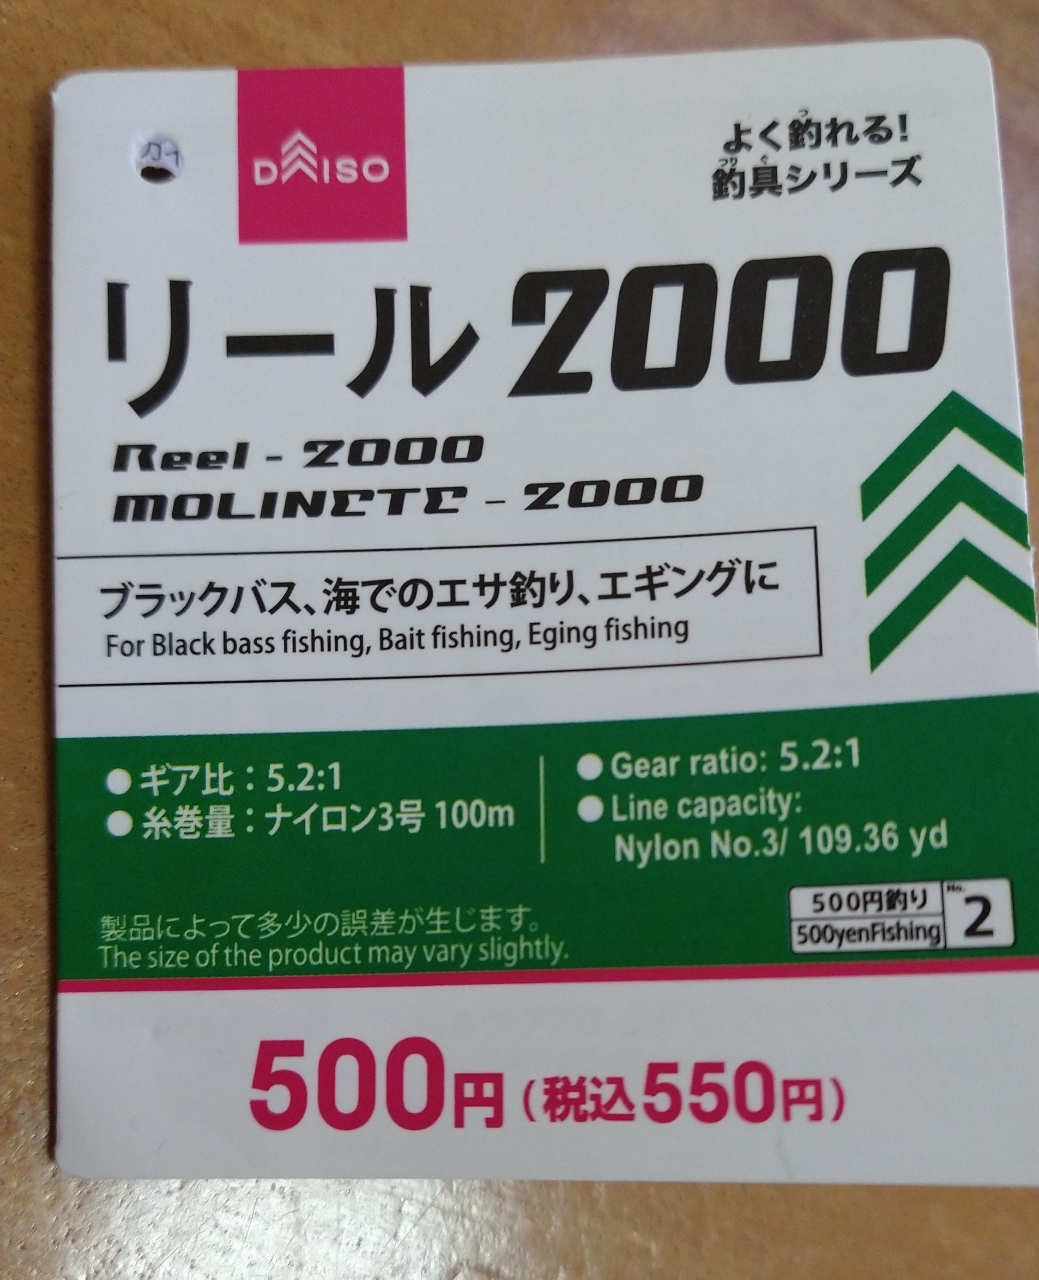 DAISO
よく釣れる!
釣具シリーズ
リール2000
Reel - 2000
MOLINETE - 2000
ブラックバス、海でのエサ釣り、エギングに
For Black bass fishing, Bait fishing, Eging fishing
●ギア比：5.2:1
●糸巻量：ナイロン3号 100m
●Gear ratio: 5.2:1
●Line capacity:
Nylon No.3/ 109.36 yd
製品によって多少の誤差が生じます。
The size of the product may vary slightly.
500円釣り
500yenFishing
No.
2
500円（税込550円）